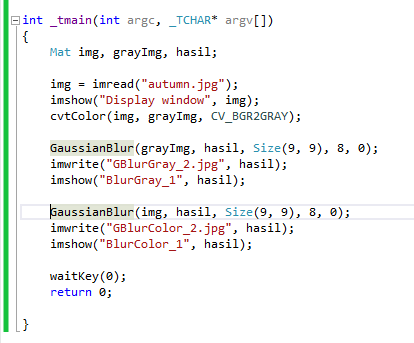 int _tmain(int argc, _TCHAR* argv[])
{
Mat img, grayImg, hasil;
img = imread("autumn.jpg");
imshow("Display window", img);
cvtColor(img, grayImg, CV_BGR2GRAY);
GaussianBlur(grayImg, hasil, Size(9, 9), 8, 0);
imwrite("GBlurGray_2.jpg", hasil);
imshow("BlurGray_1", hasil);
GaussianBlur(img, hasil, Size(9, 9), 8, 0);
imwrite("GBlurColor_2.jpg", hasil);
imshow("BlurColor_1", hasil);
waitKey(0);
return 0;
}